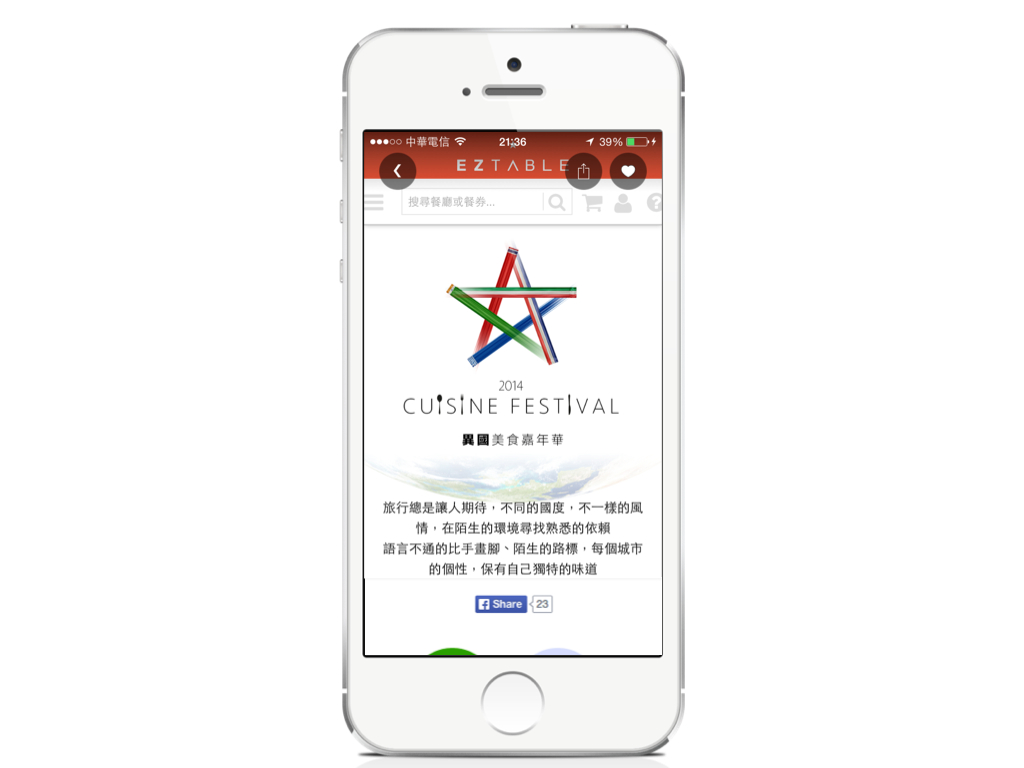 中華電信
21:36
39%
EZTABLE
搜尋餐廳或餐券...
?
2014
CUISINE FESTIVAL
異國美食嘉年華
旅行總是讓人期待，不同的國度，不一樣的風
情，在陌生的環境尋找熟悉的依賴
語言不通的比手畫腳、陌生的路標，每個城市
的個性，保有自己獨特的味道
f Share
23